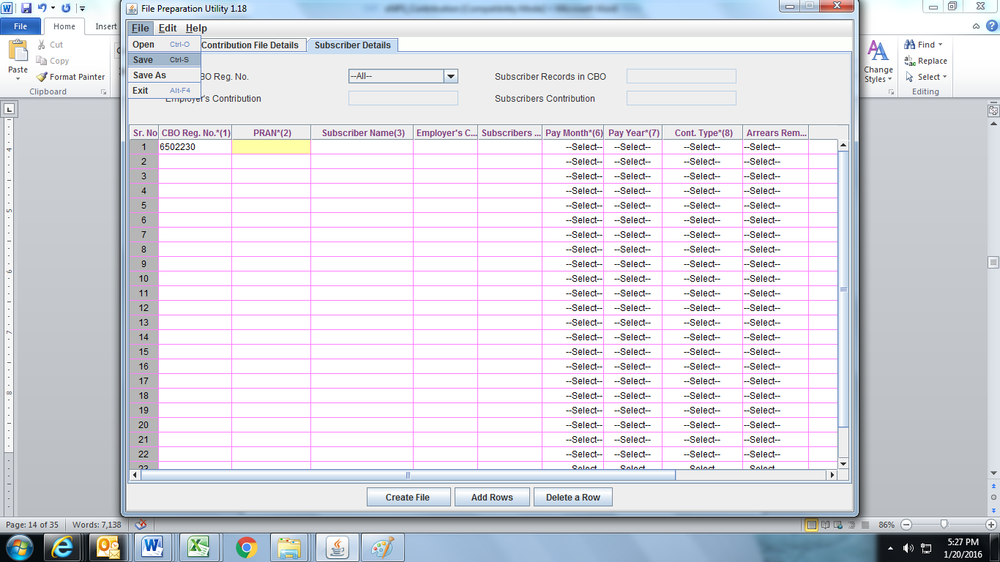 File Preparation Utility 1.18
File Home Insert
File Edit Help
Cut
Copy
Format Painter
Paste
Clipboard
Open Ctrl-O
Save Ctrl-S
Save As
Exit Alt-F4
Contribution File Details Subscriber Details
BO Reg. No. --All-- Subscriber Records in CBO
Employer's Contribution Subscribers Contribution
Find
Replace
Select
Change Styles
Editing
Sr. No CBO Reg. No.*(1) PRAN*(2) Subscriber Name(3) Employer's C... Subscribers ... Pay Month*(6) Pay Year*(7) Cont. Type*(8) Arrears Rem...
1 6502230 --Select-- --Select-- --Select-- --Select--
2 --Select-- --Select-- --Select-- --Select--
3 --Select-- --Select-- --Select-- --Select--
4 --Select-- --Select-- --Select-- --Select--
5 --Select-- --Select-- --Select-- --Select--
6 --Select-- --Select-- --Select-- --Select--
7 --Select-- --Select-- --Select-- --Select--
8 --Select-- --Select-- --Select-- --Select--
9 --Select-- --Select-- --Select-- --Select--
10 --Select-- --Select-- --Select-- --Select--
11 --Select-- --Select-- --Select-- --Select--
12 --Select-- --Select-- --Select-- --Select--
13 --Select-- --Select-- --Select-- --Select--
14 --Select-- --Select-- --Select-- --Select--
15 --Select-- --Select-- --Select-- --Select--
16 --Select-- --Select-- --Select-- --Select--
17 --Select-- --Select-- --Select-- --Select--
18 --Select-- --Select-- --Select-- --Select--
19 --Select-- --Select-- --Select-- --Select--
20 --Select-- --Select-- --Select-- --Select--
21 --Select-- --Select-- --Select-- --Select--
22 --Select-- --Select-- --Select-- --Select--
23 --Select-- --Select-- --Select-- --Select--
Create File Add Rows Delete a Row
Page: 14 of 35 Words: 7,138 86%
5:27 PM
1/20/2016